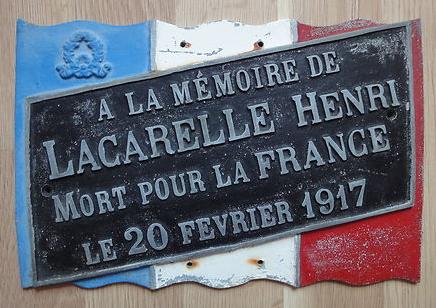 A LA MÉMOIRE DE
LACARELLE HENRI
MORT POUR LA FRANCE
LE 20 FEVRIER 1917